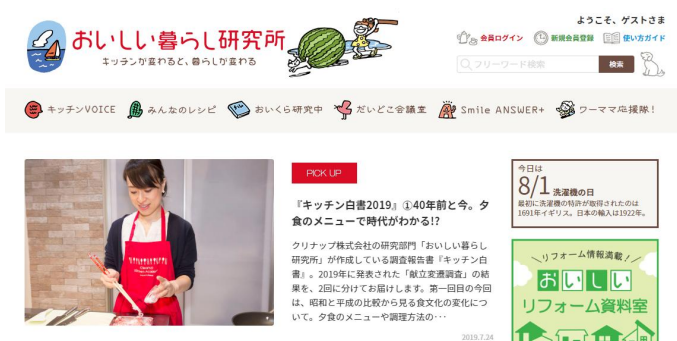 ようこそ、ゲストさま
おいしい暮らし研究所
キッチンが変わると、暮らしが変わる
会員ログイン
新規会員登録
使い方ガイド
フリーワード検索
検索
キッチンVOICE
みんなのレシピ
おいくら研究中
だいどこ会議室
Smile ANSWER+
ワーママ応援隊!
PICK UP
『キッチン白書2019』①40年前と今。夕
食のメニューで時代がわかる!?
クリナップ株式会社の研究部門「おいしい暮らし
研究所」が作成している調査報告書『キッチン白
書』。2019年に発表された「献立変遷調査」の結
果を、2回に分けてお届けします。第一回目の今回
は、昭和と平成の比較から見る食文化の変化につ
いて。夕食のメニューや調理方法の･･･
2019.7.24
今日は
8/1 洗濯機の日
最初に洗濯機の特許が取得されたのは
1691年イギリス。日本の輸入は1922年。
リフォーム情報満載!
おいしい
リフォーム資料室